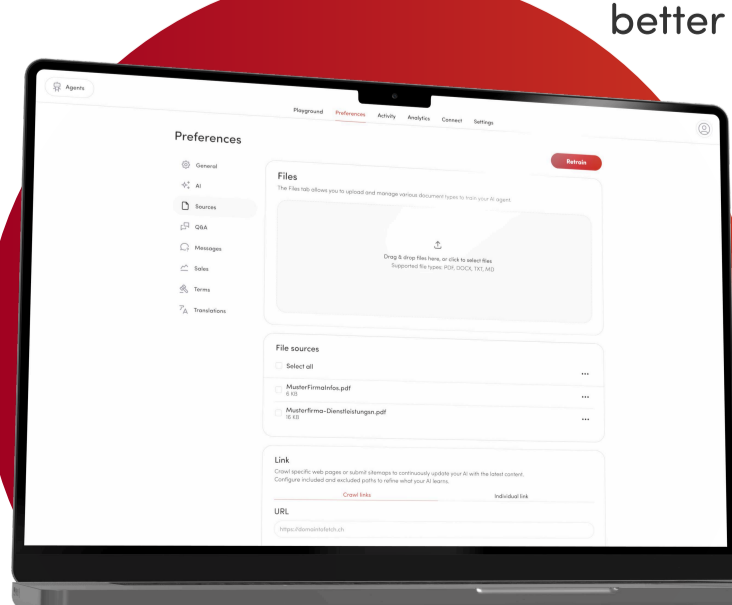 better
Agents
Playground Preferences Activity Analytics Connect Settings
Preferences
Retrain
General
AI
Sources
Q&A
Messages
Sales
Terms
Translations
Files
The Files tab allows you to upload and manage various document types to train your AI agent.
Drag & drop files here, or click to select files
Supported file types: PDF, DOCX, TXT, MD
File sources
Select all
MusterFirmaInfos.pdf
6 KB
Musterfirma-Dienstleistungsn.pdf
16 KB
Link
Crawl specific web pages or submit sitemaps to continuously update your AI with the latest content.
Configure included and excluded paths to refine what your AI learns.
Crawl links Individual link
URL